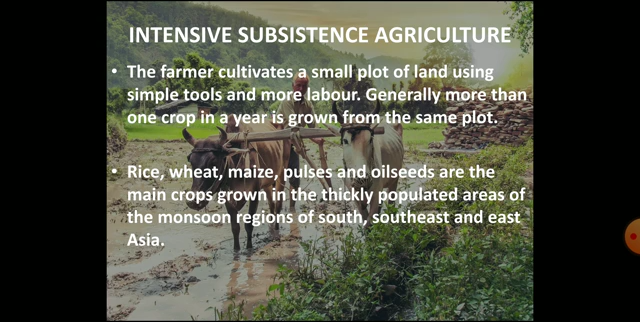 INTENSIVE SUBSISTENCE AGRICULTURE
• The farmer cultivates a small plot of land using
simple tools and more labour. Generally more than
one crop in a year is grown from the same plot.
• Rice, wheat, maize, pulses and oilseeds are the
main crops grown in the thickly populated areas of
the monsoon regions of south, southeast and east
Asia.